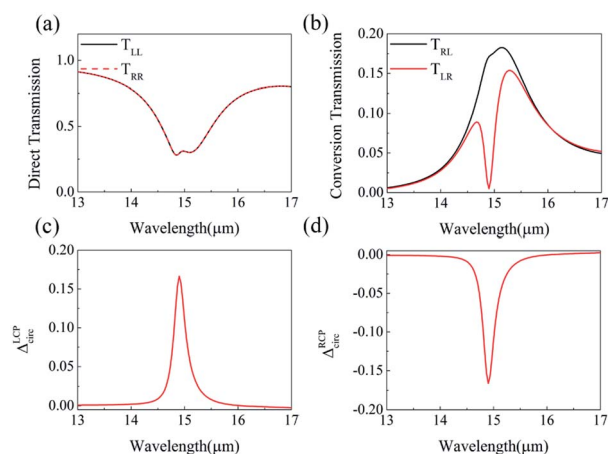 (a)
T_LL
T_RR
Direct Transmission
1.0
0.5
0.0
13 14 15 16 17
Wavelength(μm)
(b)
T_RL
T_LR
Conversion Transmission
0.20
0.15
0.10
0.05
0.00
13 14 15 16 17
Wavelength(μm)
(c)
Δ_circ^LCP
0.20
0.15
0.10
0.05
0.00
13 14 15 16 17
Wavelength(μm)
(d)
Δ_circ^RCP
0.00
-0.05
-0.10
-0.15
-0.20
13 14 15 16 17
Wavelength(μm)